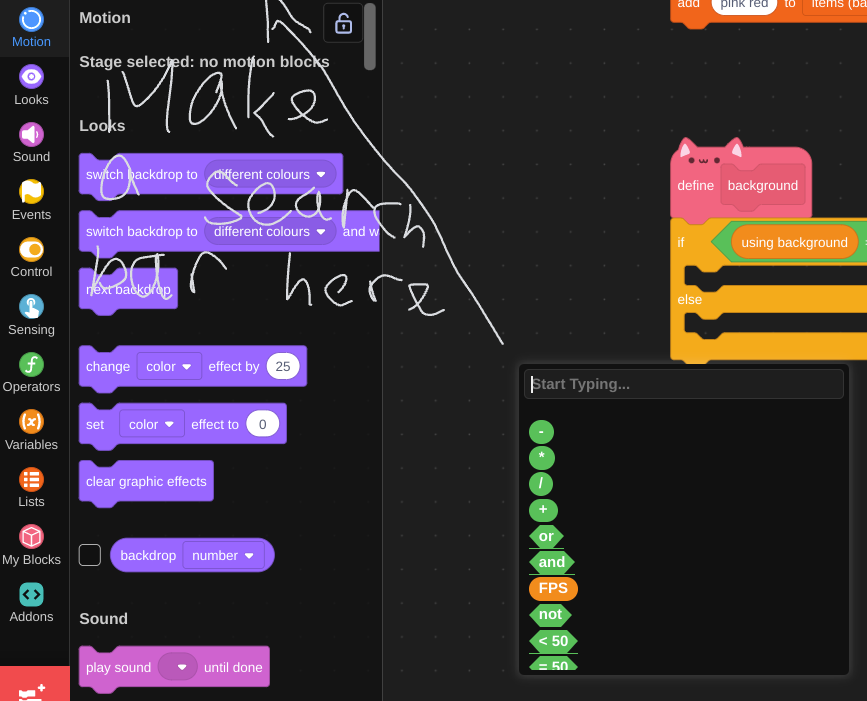 add pink red to items (ba
Motion
Motion
Stage selected: no motion blocks
Make
Looks
Looks
Sound
switch backdrop to different colours
a search
define background
Events
switch backdrop to different colours and w
Control
if using background =
bar here
next backdrop
else
Sensing
change color effect by 25
Operators
Start Typing...
set color effect to 0
Variables
-
*
clear graphic effects
/
Lists
+
or
My Blocks
backdrop number
and
FPS
Addons
Sound
not
< 50
play sound until done
= 50